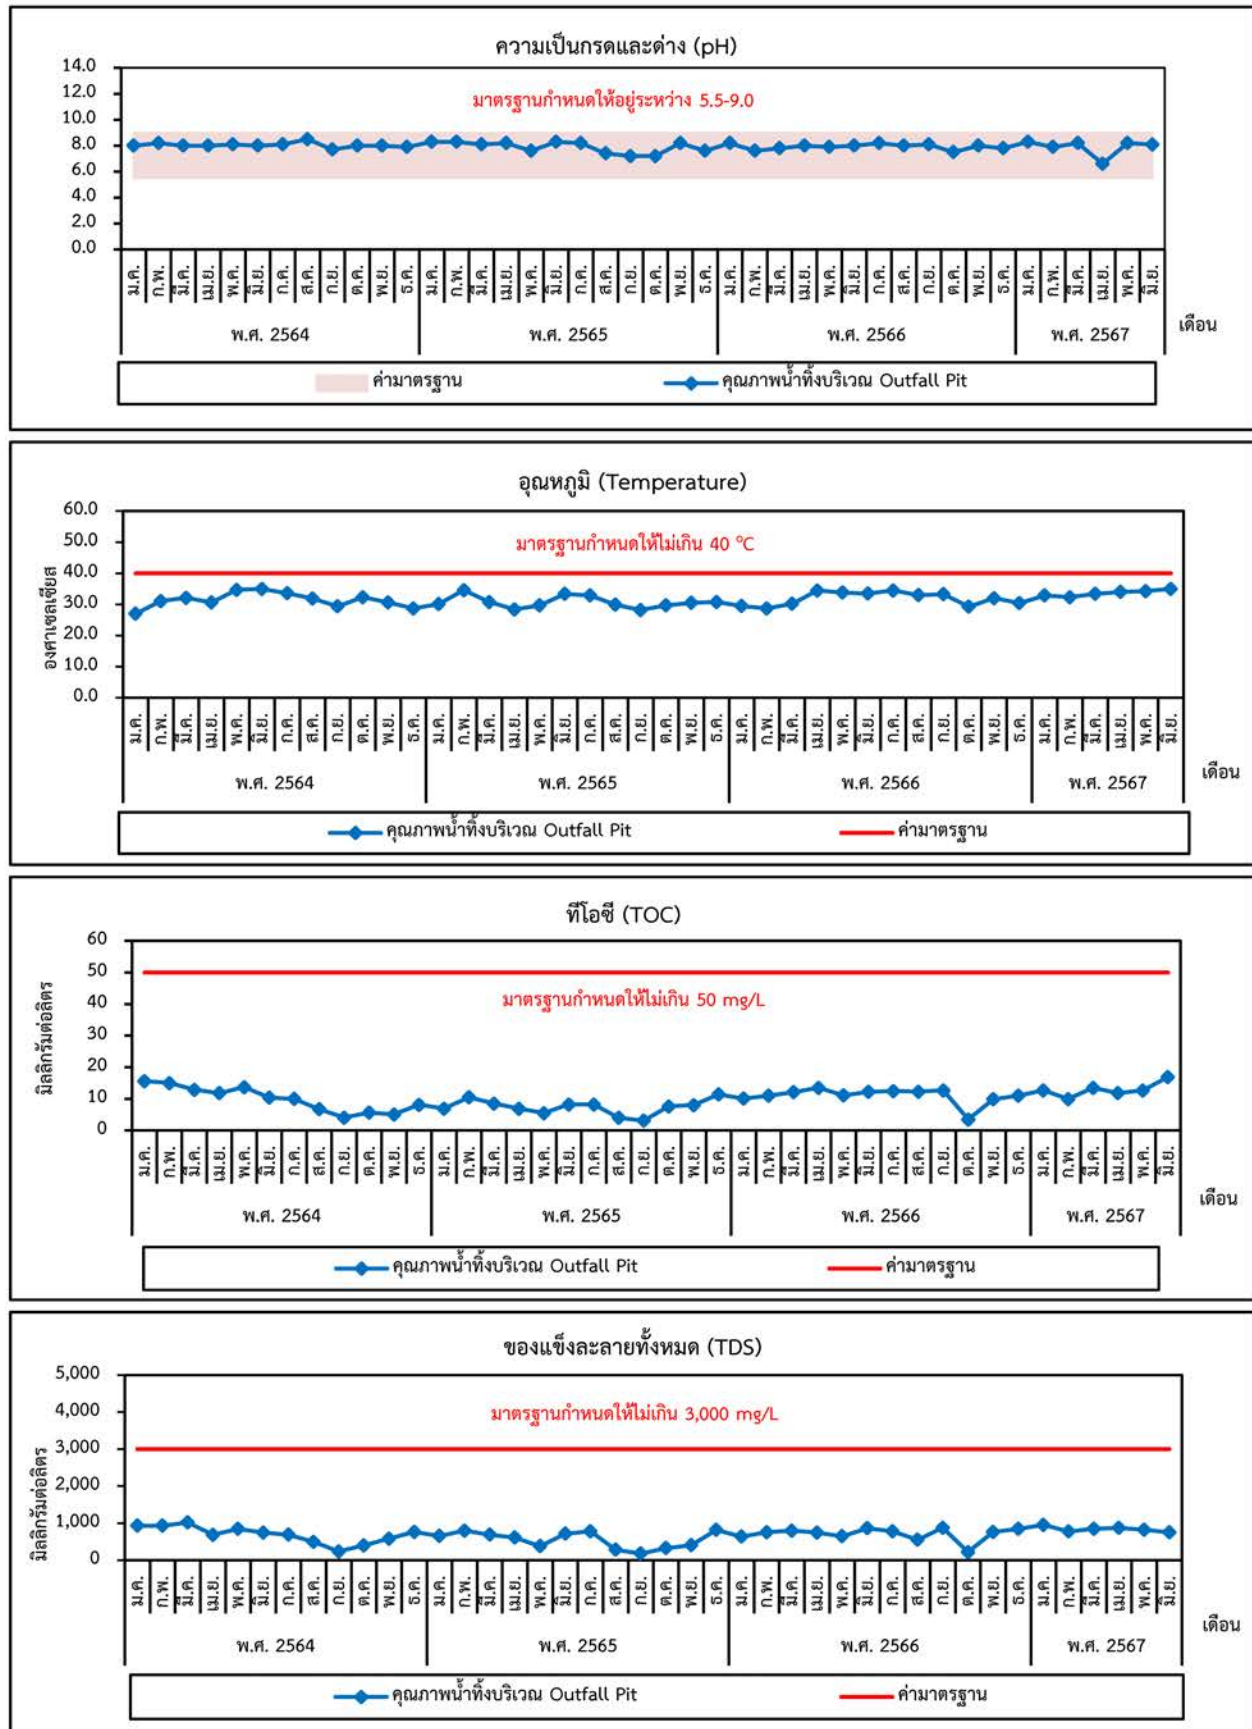 ความเป็นกรดและด่าง (pH)
14.0
12.0
10.0
8.0
6.0
4.0
2.0
0.0
มาตรฐานกำหนดให้อยู่ระหว่าง 5.5-9.0
ม.ค. ก.พ. มี.ค. เม.ย. พ.ค. มิ.ย. ก.ค. ส.ค. ก.ย. ต.ค. พ.ย. ธ.ค. ม.ค. ก.พ. มี.ค. เม.ย. พ.ค. มิ.ย. ก.ค. ส.ค. ก.ย. ต.ค. พ.ย. ธ.ค. ม.ค. ก.พ. มี.ค. เม.ย. พ.ค. มิ.ย. ก.ค. ส.ค. ก.ย. ต.ค. พ.ย. ธ.ค. ม.ค. ก.พ. มี.ค. เม.ย. พ.ค. มิ.ย.
พ.ศ. 2564 พ.ศ. 2565 พ.ศ. 2566 พ.ศ. 2567 เดือน
ค่ามาตรฐาน คุณภาพน้ำทิ้งบริเวณ Outfall Pit
อุณหภูมิ (Temperature)
องศาเซลเซียส
60.0
50.0
40.0
30.0
20.0
10.0
0.0
มาตรฐานกำหนดให้ไม่เกิน 40 °C
ม.ค. ก.พ. มี.ค. เม.ย. พ.ค. มิ.ย. ก.ค. ส.ค. ก.ย. ต.ค. พ.ย. ธ.ค. ม.ค. ก.พ. มี.ค. เม.ย. พ.ค. มิ.ย. ก.ค. ส.ค. ก.ย. ต.ค. พ.ย. ธ.ค. ม.ค. ก.พ. มี.ค. เม.ย. พ.ค. มิ.ย. ก.ค. ส.ค. ก.ย. ต.ค. พ.ย. ธ.ค. ม.ค. ก.พ. มี.ค. เม.ย. พ.ค. มิ.ย.
พ.ศ. 2564 พ.ศ. 2565 พ.ศ. 2566 พ.ศ. 2567 เดือน
คุณภาพน้ำทิ้งบริเวณ Outfall Pit ค่ามาตรฐาน
ทีโอซี (TOC)
มิลลิกรัมต่อลิตร
60
50
40
30
20
10
0
มาตรฐานกำหนดให้ไม่เกิน 50 mg/L
ม.ค. ก.พ. มี.ค. เม.ย. พ.ค. มิ.ย. ก.ค. ส.ค. ก.ย. ต.ค. พ.ย. ธ.ค. ม.ค. ก.พ. มี.ค. เม.ย. พ.ค. มิ.ย. ก.ค. ส.ค. ก.ย. ต.ค. พ.ย. ธ.ค. ม.ค. ก.พ. มี.ค. เม.ย. พ.ค. มิ.ย. ก.ค. ส.ค. ก.ย. ต.ค. พ.ย. ธ.ค. ม.ค. ก.พ. มี.ค. เม.ย. พ.ค. มิ.ย.
พ.ศ. 2564 พ.ศ. 2565 พ.ศ. 2566 พ.ศ. 2567 เดือน
คุณภาพน้ำทิ้งบริเวณ Outfall Pit ค่ามาตรฐาน
ของแข็งละลายทั้งหมด (TDS)
มิลลิกรัมต่อลิตร
5,000
4,000
3,000
2,000
1,000
0
มาตรฐานกำหนดให้ไม่เกิน 3,000 mg/L
ม.ค. ก.พ. มี.ค. เม.ย. พ.ค. มิ.ย. ก.ค. ส.ค. ก.ย. ต.ค. พ.ย. ธ.ค. ม.ค. ก.พ. มี.ค. เม.ย. พ.ค. มิ.ย. ก.ค. ส.ค. ก.ย. ต.ค. พ.ย. ธ.ค. ม.ค. ก.พ. มี.ค. เม.ย. พ.ค. มิ.ย. ก.ค. ส.ค. ก.ย. ต.ค. พ.ย. ธ.ค. ม.ค. ก.พ. มี.ค. เม.ย. พ.ค. มิ.ย.
พ.ศ. 2564 พ.ศ. 2565 พ.ศ. 2566 พ.ศ. 2567 เดือน
คุณภาพน้ำทิ้งบริเวณ Outfall Pit ค่ามาตรฐาน